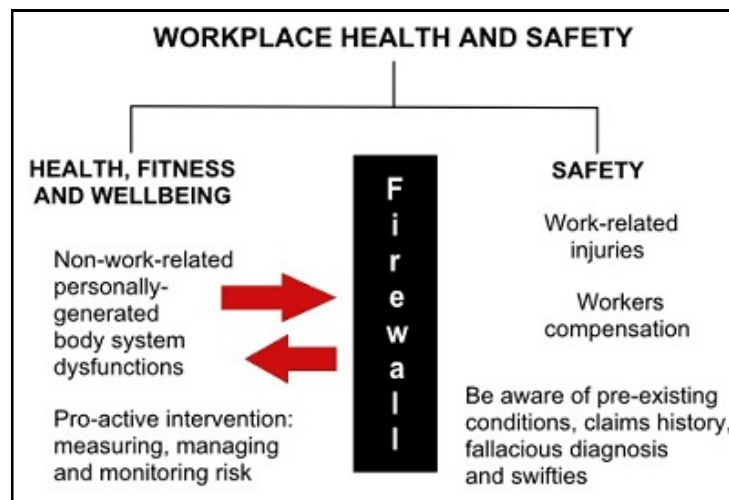 WORKPLACE HEALTH AND SAFETY
HEALTH, FITNESS
AND WELLBEING
Non-work-related
personally-
generated
body system
dysfunctions
Pro-active intervention:
measuring, managing
and monitoring risk
Firewall
SAFETY
Work-related
injuries
Workers
compensation
Be aware of pre-existing
conditions, claims history,
fallacious diagnosis
and swifties